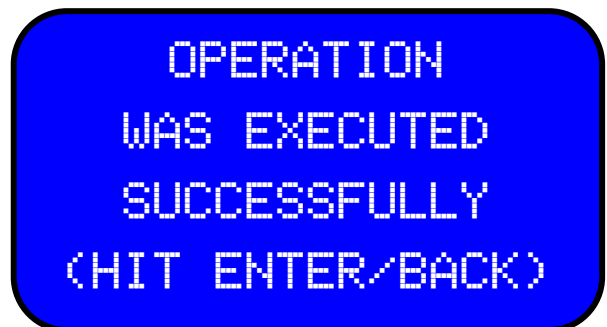 OPERATION
WAS EXECUTED
SUCCESSFULLY
(HIT ENTER/BACK)